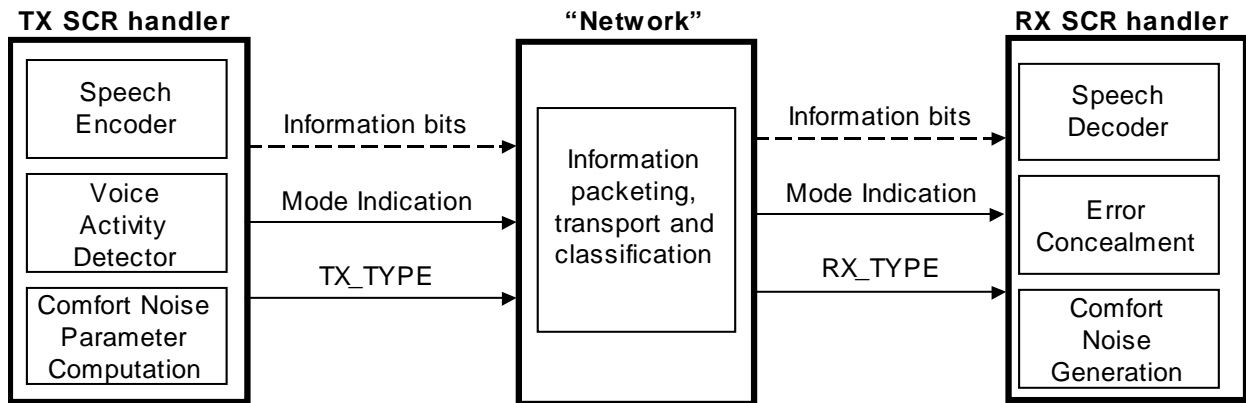 TX SCR handler
Speech
Encoder
Voice
Activity
Detector
Comfort Noise
Parameter
Computation
Information bits
Mode Indication
TX_TYPE
“Network”
Information
packeting,
transport and
classification
Information bits
Mode Indication
RX_TYPE
RX SCR handler
Speech
Decoder
Error
Concealment
Comfort
Noise
Generation